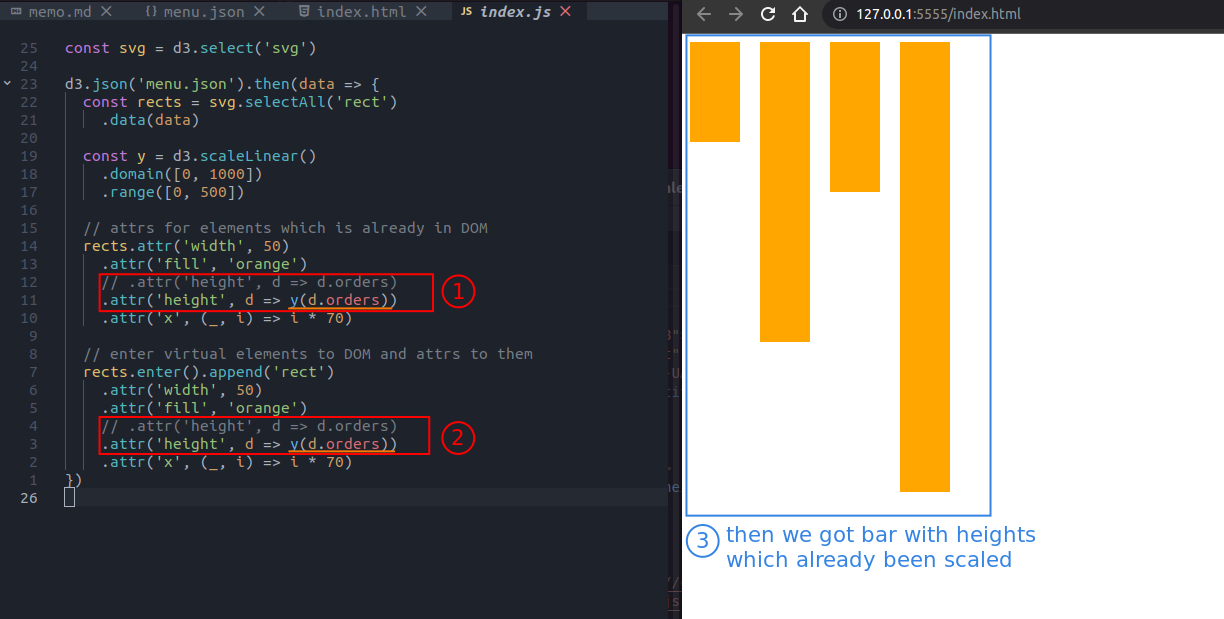 memo.md
{} menu.json
index.html
JS index.js
127.0.0.1:5555/index.html
25 const svg = d3.select('svg')
24
23 d3.json('menu.json').then(data => {
22 const rects = svg.selectAll('rect')
21 .data(data)
20
19 const y = d3.scaleLinear()
18 .domain([0, 1000])
17 .range([0, 500])
16
15 // attrs for elements which is already in DOM
14 rects.attr('width', 50)
13 .attr('fill', 'orange')
12 // .attr('height', d => d.orders)
11 .attr('height', d => y(d.orders))
10 .attr('x', (_, i) => i * 70)
9
8 // enter virtual elements to DOM and attrs to them
7 rects.enter().append('rect')
6 .attr('width', 50)
5 .attr('fill', 'orange')
4 // .attr('height', d => d.orders)
3 .attr('height', d => y(d.orders))
2 .attr('x', (_, i) => i * 70)
1 })
26
1
2
3 then we got bar with heights
which already been scaled